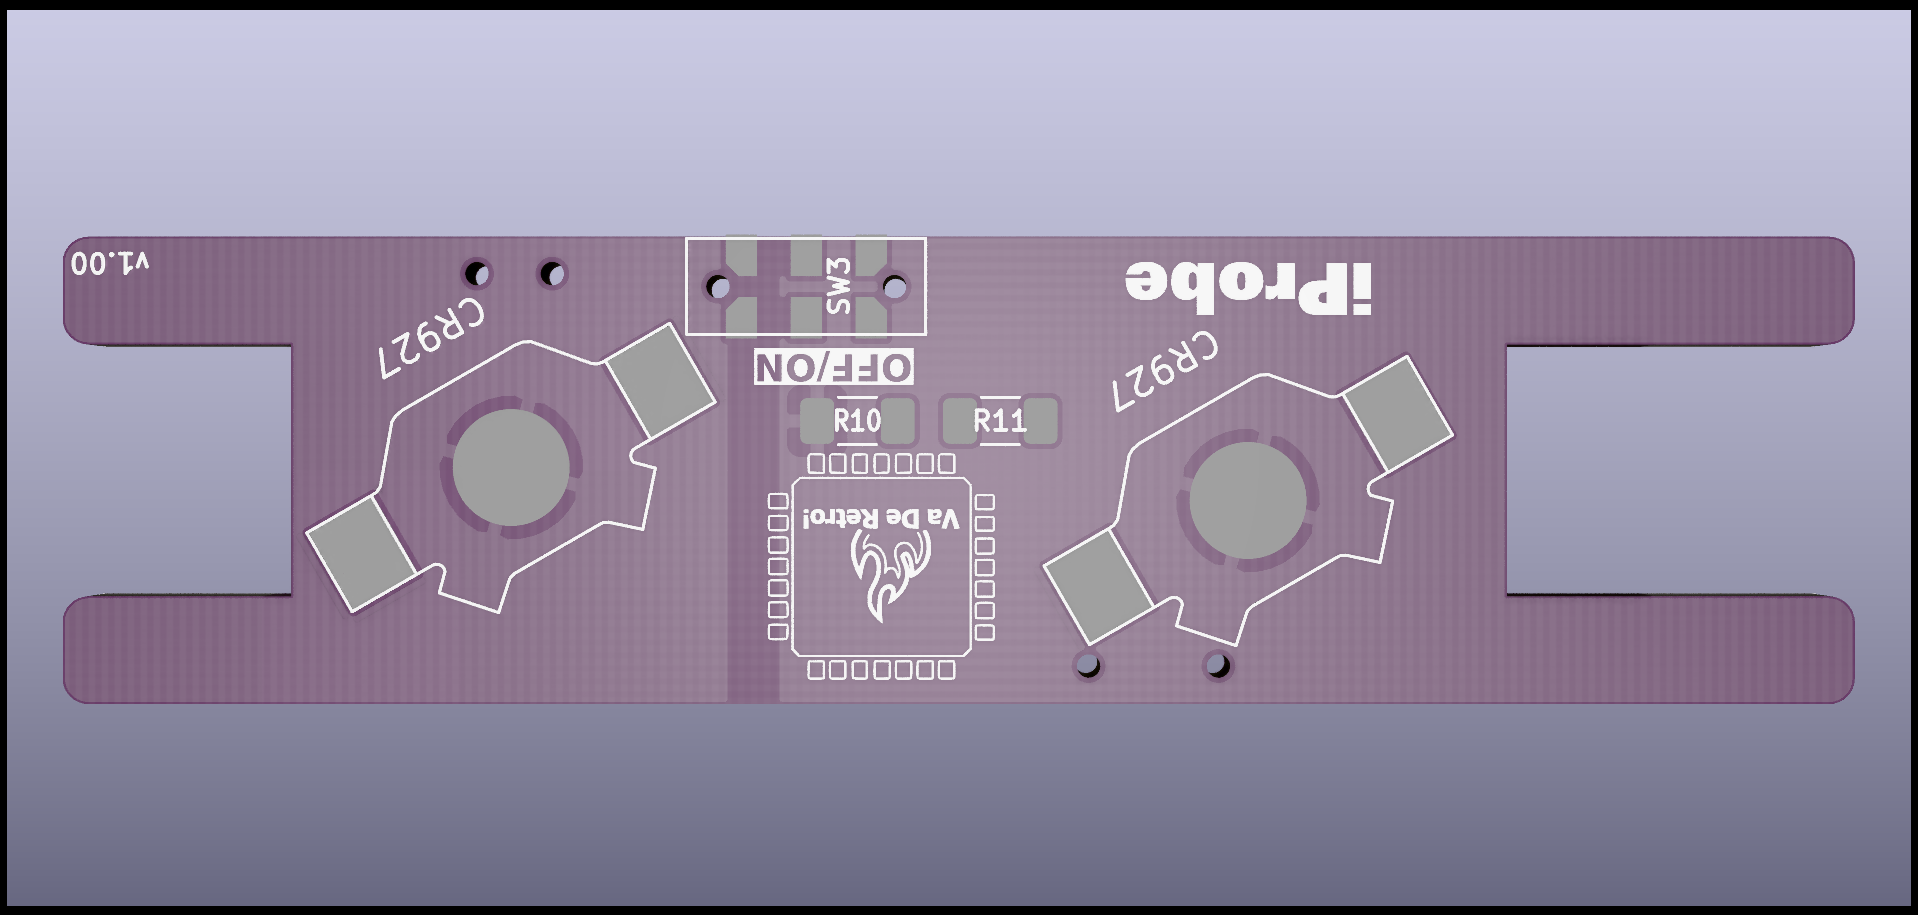 v1.00
iProbe
SW3
CR927
CR927
OFF/ON
R10
R11
Va De Retro!